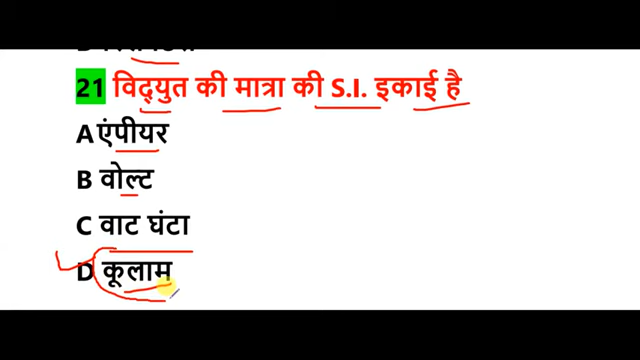 21 विद्युत की मात्रा की S.I. इकाई है
A एंपीयर
B वोल्ट
C वाट घंटा
D कूलाम